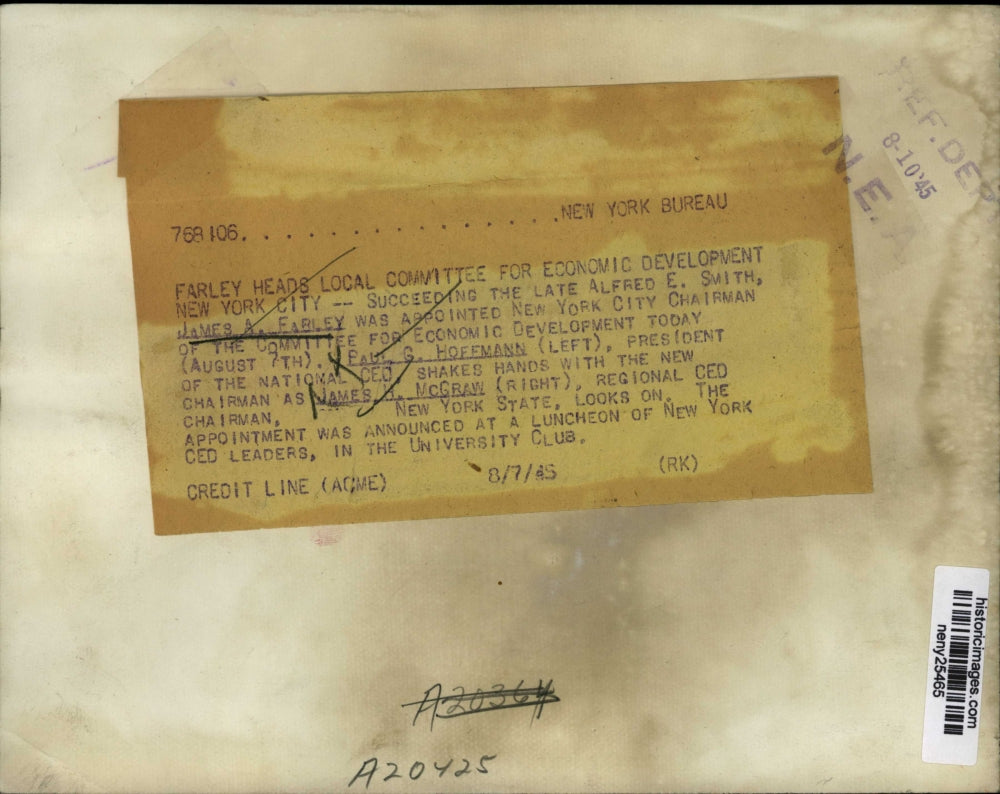 REF. DEPT
8-10'45
N.E.A
768106. . . . . . . . . . . . . . . .NEW YORK BUREAU
FARLEY HEADS LOCAL COMMITTEE FOR ECONOMIC DEVELOPMENT
NEW YORK CITY -- SUCCEEDING THE LATE ALFRED E. SMITH,
JAMES A. FARLEY WAS APPOINTED NEW YORK CITY CHAIRMAN
OF THE COMMITTEE FOR ECONOMIC DEVELOPMENT TODAY
(AUGUST 7TH). PAUL G. HOFFMANN (LEFT), PRESIDENT
OF THE NATIONAL CED, SHAKES HANDS WITH THE NEW
CHAIRMAN AS JAMES McGRAW (RIGHT), REGIONAL CED
CHAIRMAN, NEW YORK STATE, LOOKS ON. THE
APPOINTMENT WAS ANNOUNCED AT A LUNCHEON OF NEW YORK
CED LEADERS, IN THE UNIVERSITY CLUB.
CREDIT LINE (ACME) 8/7/45 (RK)
historicimages.com
neny25465
A20364
A20425